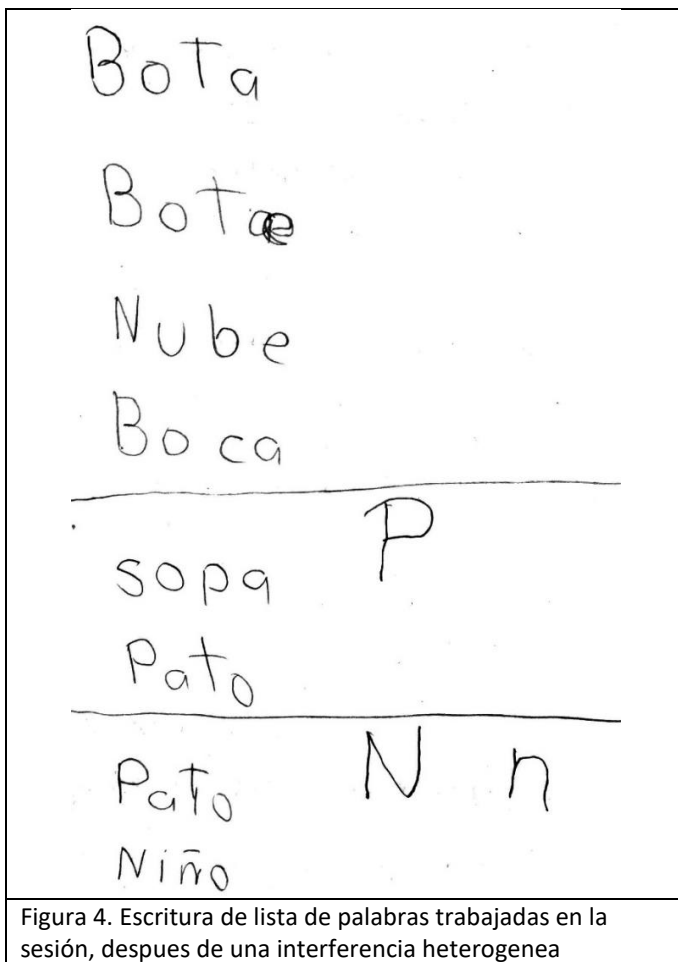 BoTa
BoTe
Nube
Boca
P
sopa
Pato
PaTo N n
Niño
Figura 4. Escritura de lista de palabras trabajadas en la
sesión, despues de una interferencia heterogenea